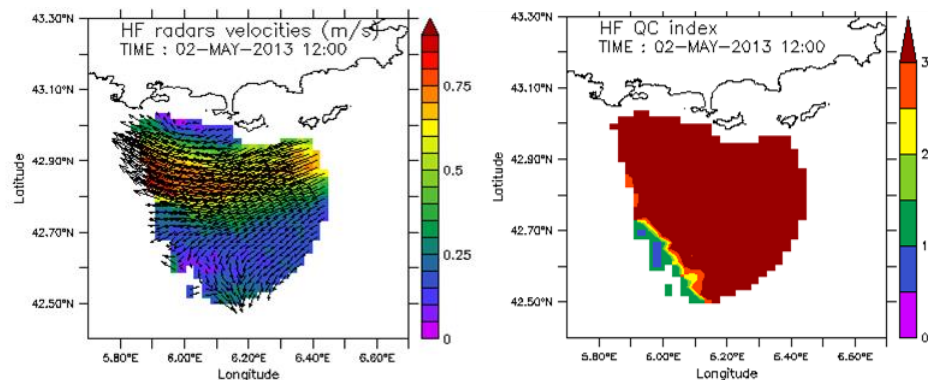 HF radars velocities (m/s)
TIME : 02-MAY-2013 12:00
43.30°N
43.10°N
42.90°N
42.70°N
42.50°N
Latitude
5.80°E 6.00°E 6.20°E 6.40°E 6.60°E
Longitude
0.75
0.25
0
HF QC index
TIME : 02-MAY-2013 12:00
43.30°N
43.10°N
42.90°N
42.70°N
42.50°N
Latitude
5.80°E 6.00°E 6.20°E 6.40°E 6.60°E
Longitude
3
2
1
0